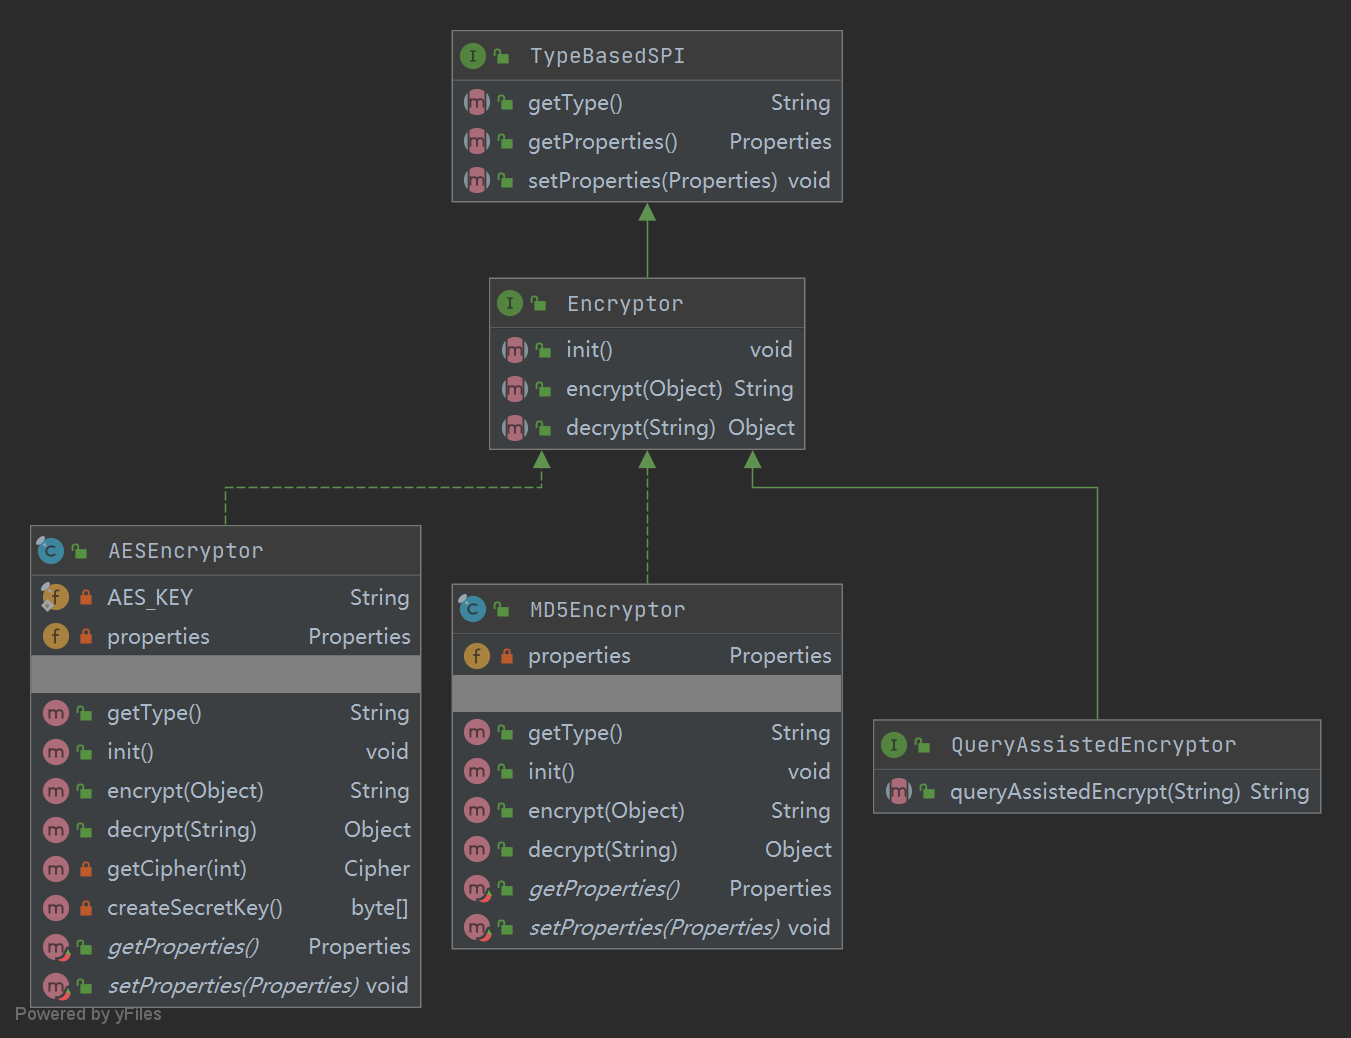 TypeBasedSPI
getType() String
getProperties() Properties
setProperties(Properties) void
Encryptor
init() void
encrypt(Object) String
decrypt(String) Object
AESEncryptor
AES_KEY String
properties Properties
getType() String
init() void
encrypt(Object) String
decrypt(String) Object
getCipher(int) Cipher
createSecretKey() byte[]
getProperties() Properties
setProperties(Properties) void
MD5Encryptor
properties Properties
getType() String
init() void
encrypt(Object) String
decrypt(String) Object
getProperties() Properties
setProperties(Properties) void
QueryAssistedEncryptor
queryAssistedEncrypt(String) String
Powered by yFiles